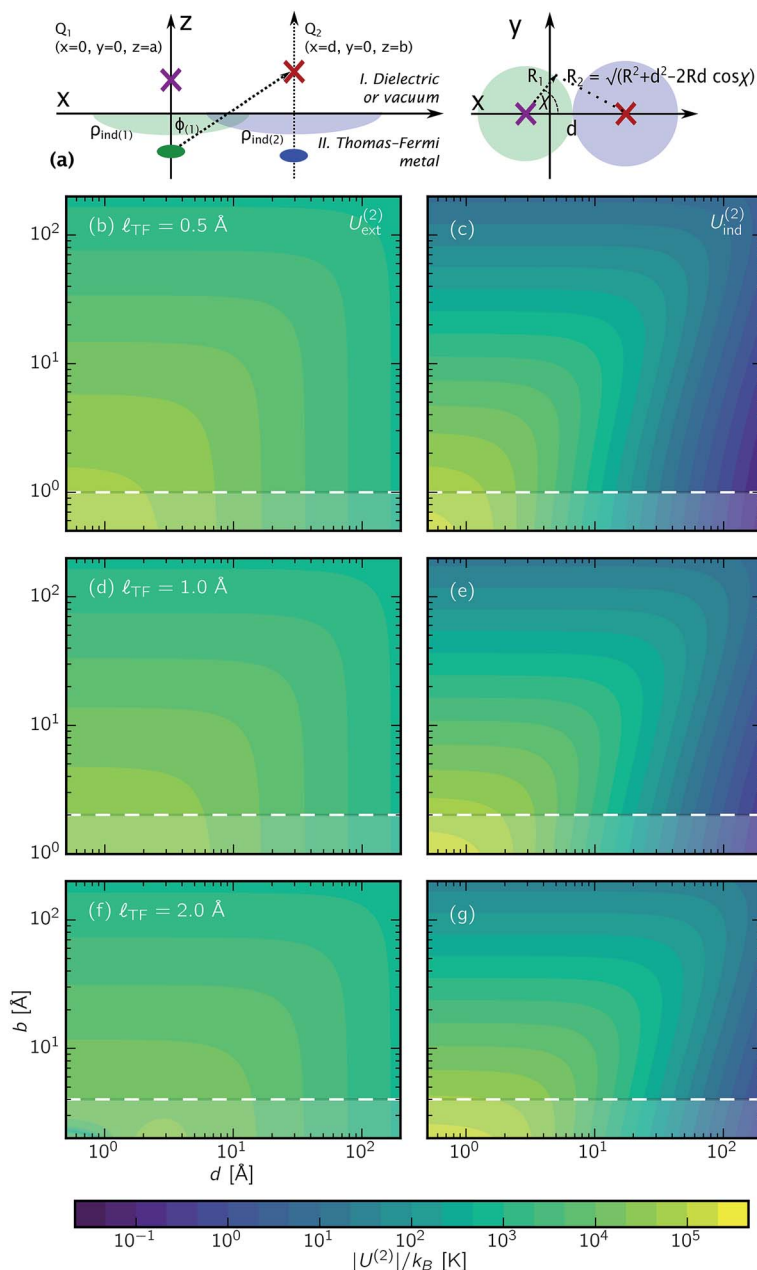 Z
Q₁
(x=0, y=0, z=a)
Q₂
(x=d, y=0, z=b)
I. Dielectric
or vacuum
X
ρind(1)
ϕ(1)
ρind(2)
II. Thomas-Fermi
metal
(a)
y
R₁
R₂ = √(R²+d²-2Rd cosχ)
X
χ
d
(b) ℓTF = 0.5 Å
U(2)ext
(c)
U(2)ind
10²
10¹
10⁰
(d) ℓTF = 1.0 Å
(e)
10²
10¹
10⁰
(f) ℓTF = 2.0 Å
(g)
10²
10¹
b [Å]
10⁰ 10¹ 10² 10⁰ 10¹ 10²
d [Å] d [Å]
10⁻¹ 10⁰ 10¹ 10² 10³ 10⁴ 10⁵
|U(2)|/kB [K]